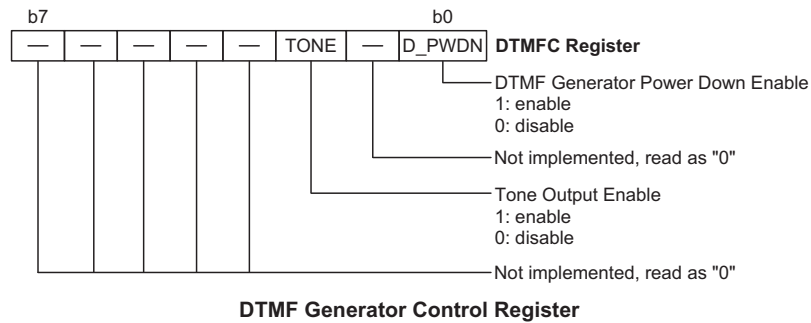 b7 b0
— — — — — TONE — D_PWDN DTMFC Register
DTMF Generator Power Down Enable
1: enable
0: disable
Not implemented, read as "0"
Tone Output Enable
1: enable
0: disable
Not implemented, read as "0"
DTMF Generator Control Register